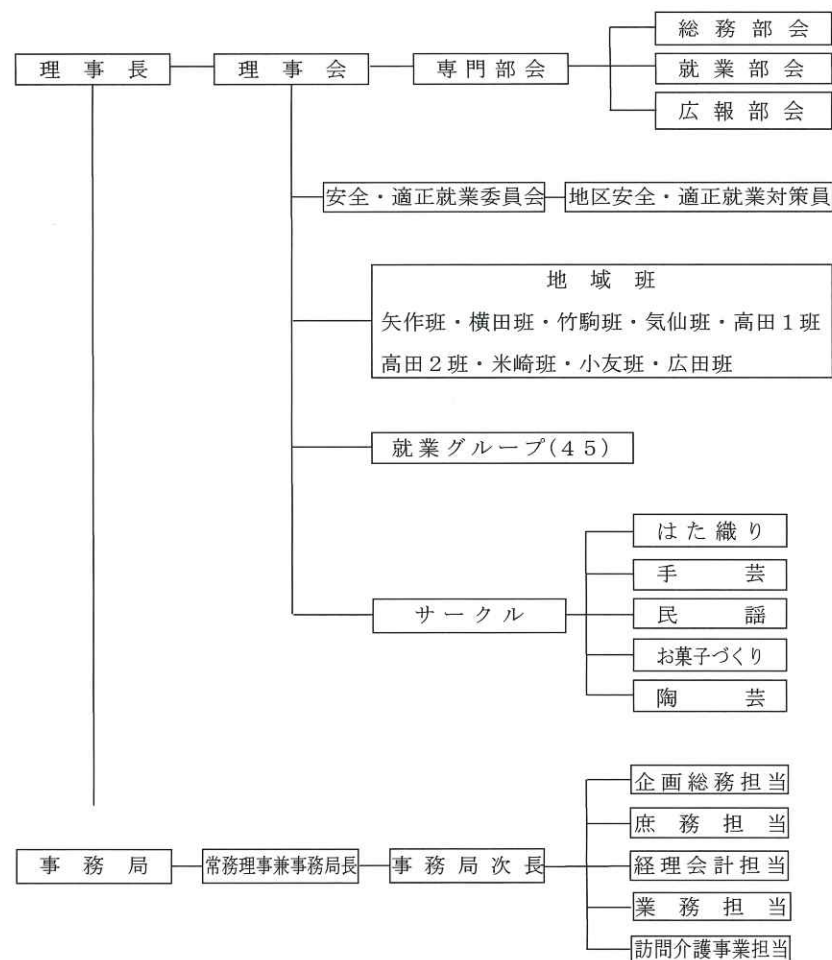 総務部会
理事長
理事会
専門部会
就業部会
広報部会
安全・適正就業委員会
地区安全・適正就業対策員
地域班
矢作班・横田班・竹駒班・気仙班・高田1班
高田2班・米崎班・小友班・広田班
就業グループ(45)
はた織り
手芸
サークル
民謡
お菓子づくり
陶芸
企画総務担当
庶務担当
事務局
常務理事兼事務局長
事務局次長
経理会計担当
業務担当
訪問介護事業担当